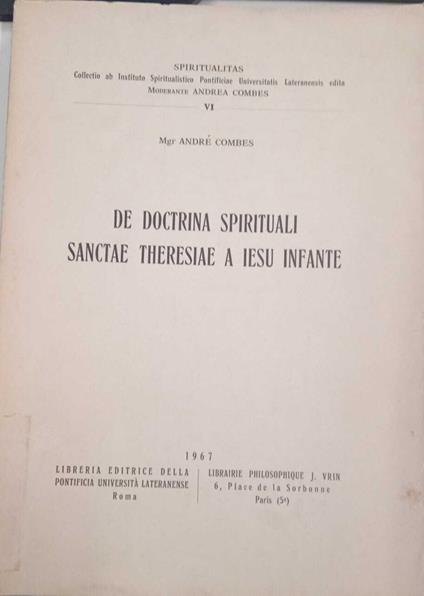 SPIRITUALITAS
Collectio ab Instituto Spiritualistico Pontificiae Universitatis Lateranensis edita
MODERANTE ANDREA COMBES
VI
Mgr ANDRÉ COMBES
DE DOCTRINA SPIRITUALI
SANCTAE THERESIAE A IESU INFANTE
1967
LIBRERIA EDITRICE DELLA
PONTIFICIA UNIVERSITÀ LATERANENSE
Roma
LIBRAIRIE PHILOSOPHIQUE J. VRIN
6, Place de la Sorbonne
Paris (5e)